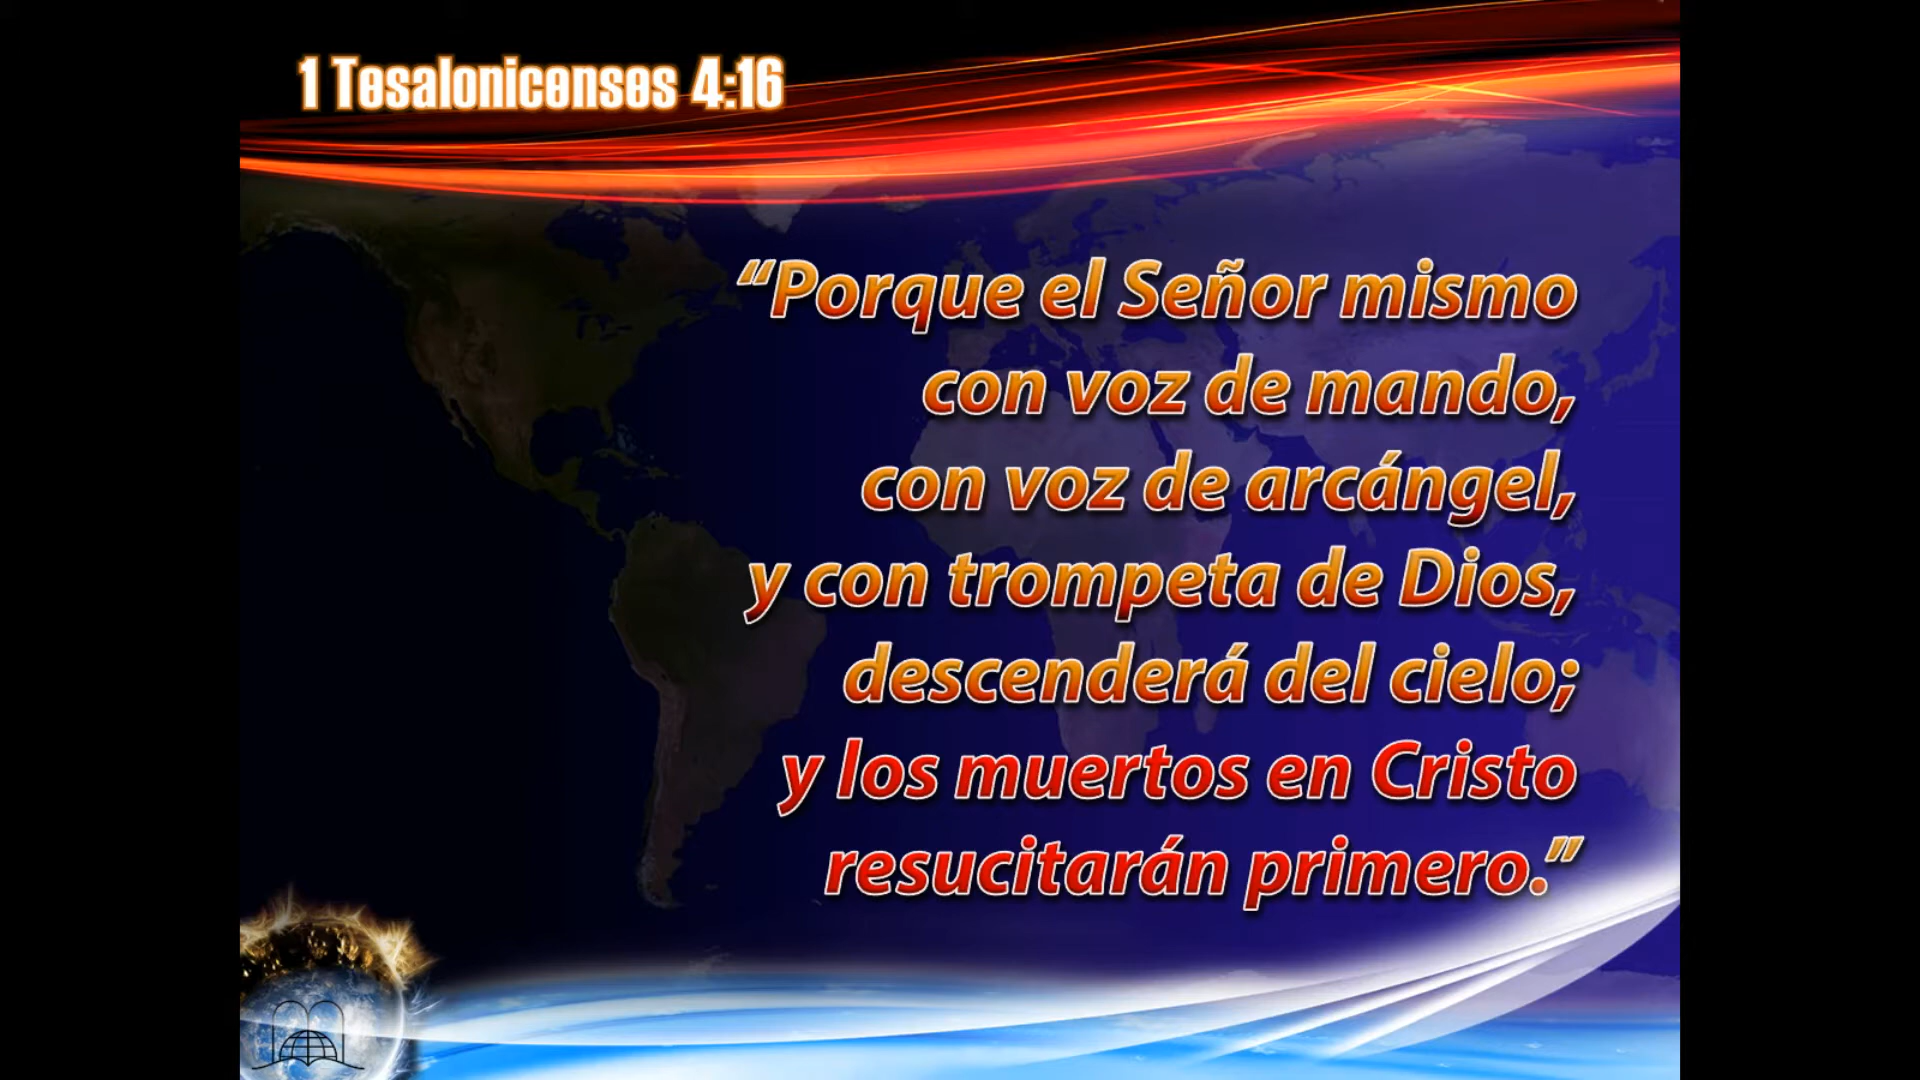 1 Tesalonicenses 4:16
“Porque el Señor mismo
con voz de mando,
con voz de arcángel,
y con trompeta de Dios,
descenderá del cielo;
y los muertos en Cristo
resucitarán primero.”